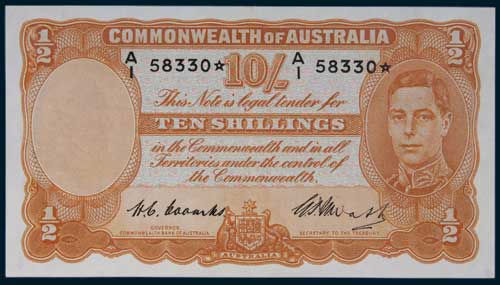 COMMONWEALTH OF AUSTRALIA
1/2
1/2
A/1 58330☆ A/1 58330☆
10/-
This Note is legal tender for
TEN SHILLINGS
in the Commonwealth and in all
Territories under the control of
the Commonwealth.
1/2
1/2
GOVERNOR
COMMONWEALTH BANK OF AUSTRALIA
SECRETARY TO THE TREASURY
AUSTRALIA